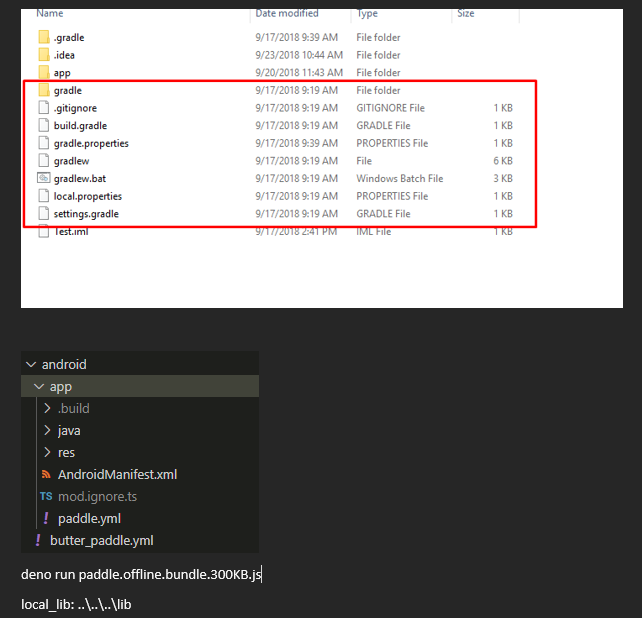 Name Date modified Type Size
.gradle 9/17/2018 9:39 AM File folder
.idea 9/23/2018 10:44 AM File folder
app 9/20/2018 11:43 AM File folder
gradle 9/17/2018 9:19 AM File folder
.gitignore 9/17/2018 9:19 AM GITIGNORE File 1 KB
build.gradle 9/17/2018 9:19 AM GRADLE File 1 KB
gradle.properties 9/17/2018 9:39 AM PROPERTIES File 1 KB
gradlew 9/17/2018 9:19 AM File 6 KB
gradlew.bat 9/17/2018 9:19 AM Windows Batch File 3 KB
local.properties 9/17/2018 9:19 AM PROPERTIES File 1 KB
settings.gradle 9/17/2018 9:19 AM GRADLE File 1 KB
Test.iml 9/17/2018 2:41 PM IML File 1 KB
android
app
.build
java
res
AndroidManifest.xml
TS mod.ignore.ts
! paddle.yml
! butter_paddle.yml
deno run paddle.offline.bundle.300KB.js
local_lib: ..\..\..\lib